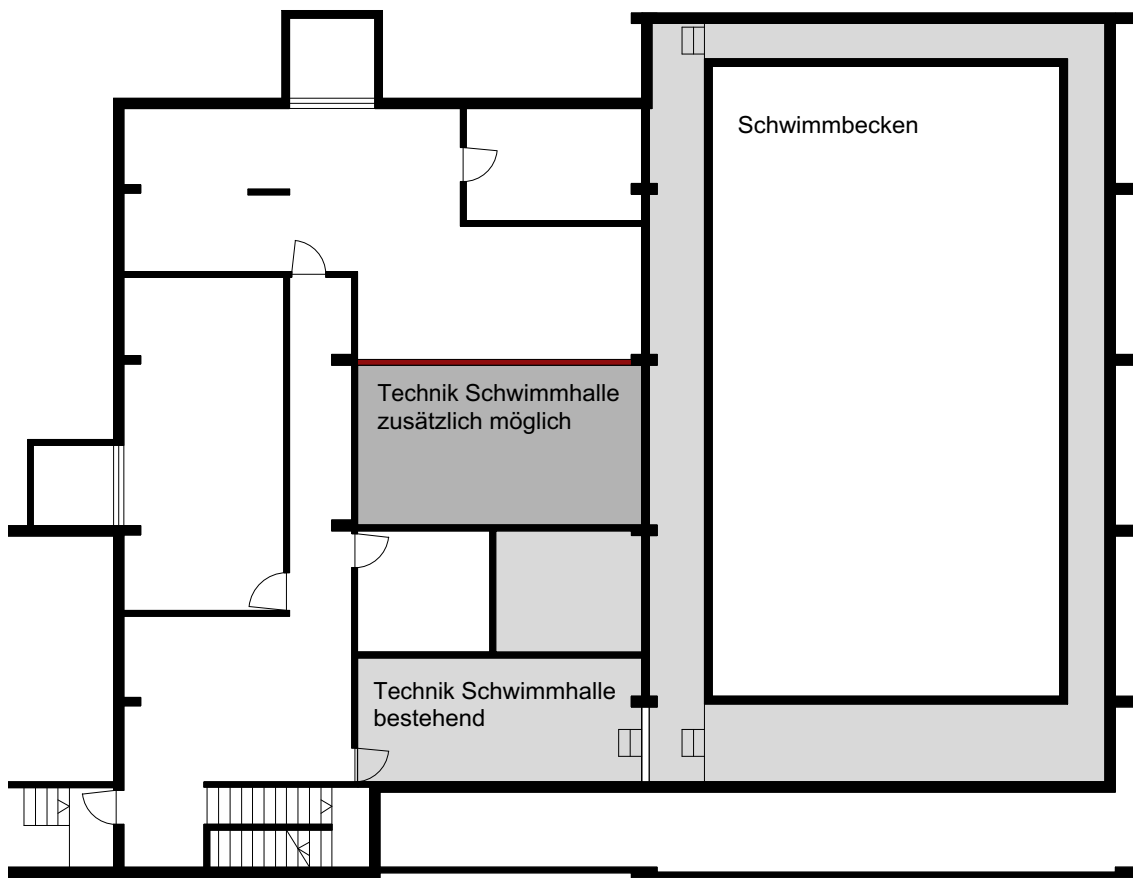 Schwimmbecken
Technik Schwimmhalle
zusätzlich möglich
Technik Schwimmhalle
bestehend